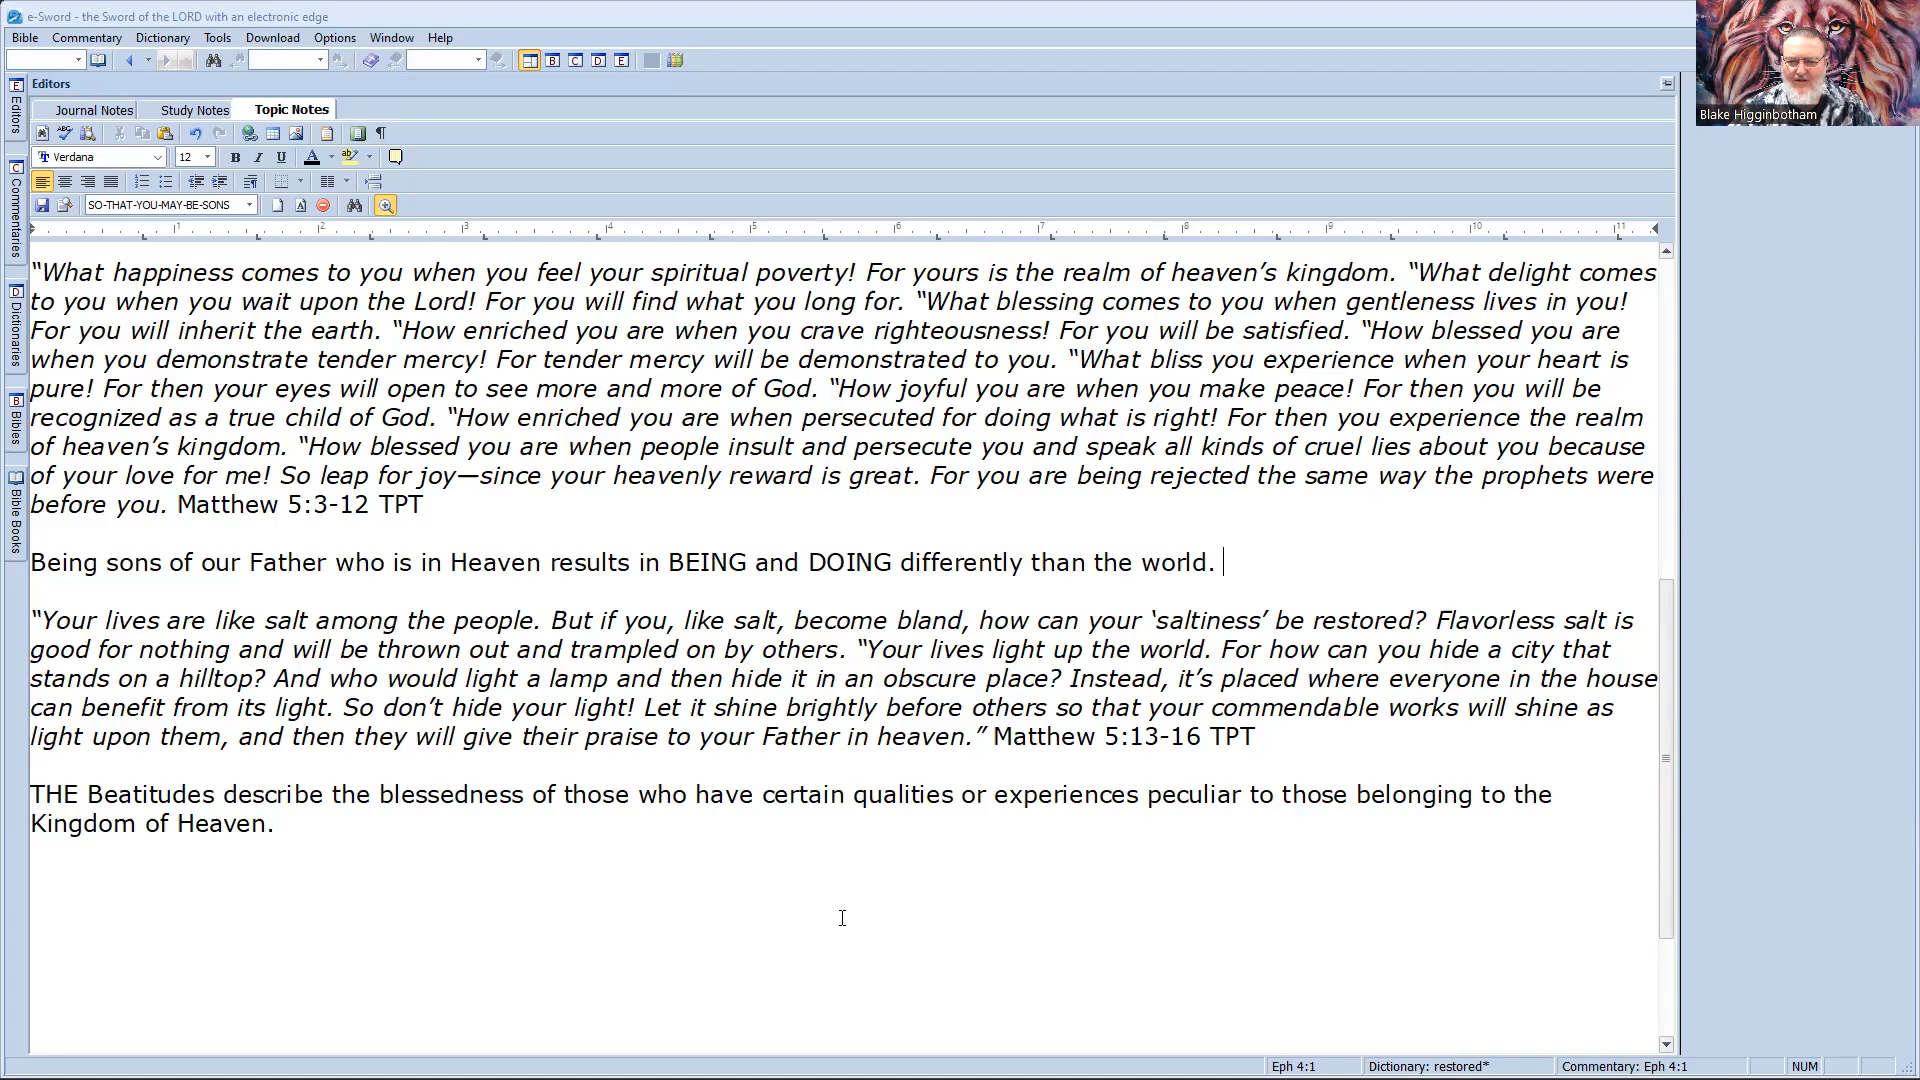 e-Sword - the Sword of the LORD with an electronic edge
Bible Commentary Dictionary Tools Download Options Window Help
B C D E
Blake Higginbotham
Editors
Journal Notes Study Notes Topic Notes
ABC ¶
Verdana 12 B I U A ab
SO-THAT-YOU-MAY-BE-SONS A
1 2 3 4 5 6 7 8 9 10 11
E Editors
C Commentaries
D Dictionaries
B Bibles
Bible Books
“What happiness comes to you when you feel your spiritual poverty! For yours is the realm of heaven’s kingdom. “What delight comes
to you when you wait upon the Lord! For you will find what you long for. “What blessing comes to you when gentleness lives in you!
For you will inherit the earth. “How enriched you are when you crave righteousness! For you will be satisfied. “How blessed you are
when you demonstrate tender mercy! For tender mercy will be demonstrated to you. “What bliss you experience when your heart is
pure! For then your eyes will open to see more and more of God. “How joyful you are when you make peace! For then you will be
recognized as a true child of God. “How enriched you are when persecuted for doing what is right! For then you experience the realm
of heaven’s kingdom. “How blessed you are when people insult and persecute you and speak all kinds of cruel lies about you because
of your love for me! So leap for joy—since your heavenly reward is great. For you are being rejected the same way the prophets were
before you. Matthew 5:3-12 TPT
Being sons of our Father who is in Heaven results in BEING and DOING differently than the world.
“Your lives are like salt among the people. But if you, like salt, become bland, how can your ‘saltiness’ be restored? Flavorless salt is
good for nothing and will be thrown out and trampled on by others. “Your lives light up the world. For how can you hide a city that
stands on a hilltop? And who would light a lamp and then hide it in an obscure place? Instead, it’s placed where everyone in the house
can benefit from its light. So don’t hide your light! Let it shine brightly before others so that your commendable works will shine as
light upon them, and then they will give their praise to your Father in heaven.” Matthew 5:13-16 TPT
THE Beatitudes describe the blessedness of those who have certain qualities or experiences peculiar to those belonging to the
Kingdom of Heaven.
Eph 4:1 Dictionary: restored* Commentary: Eph 4:1 NUM